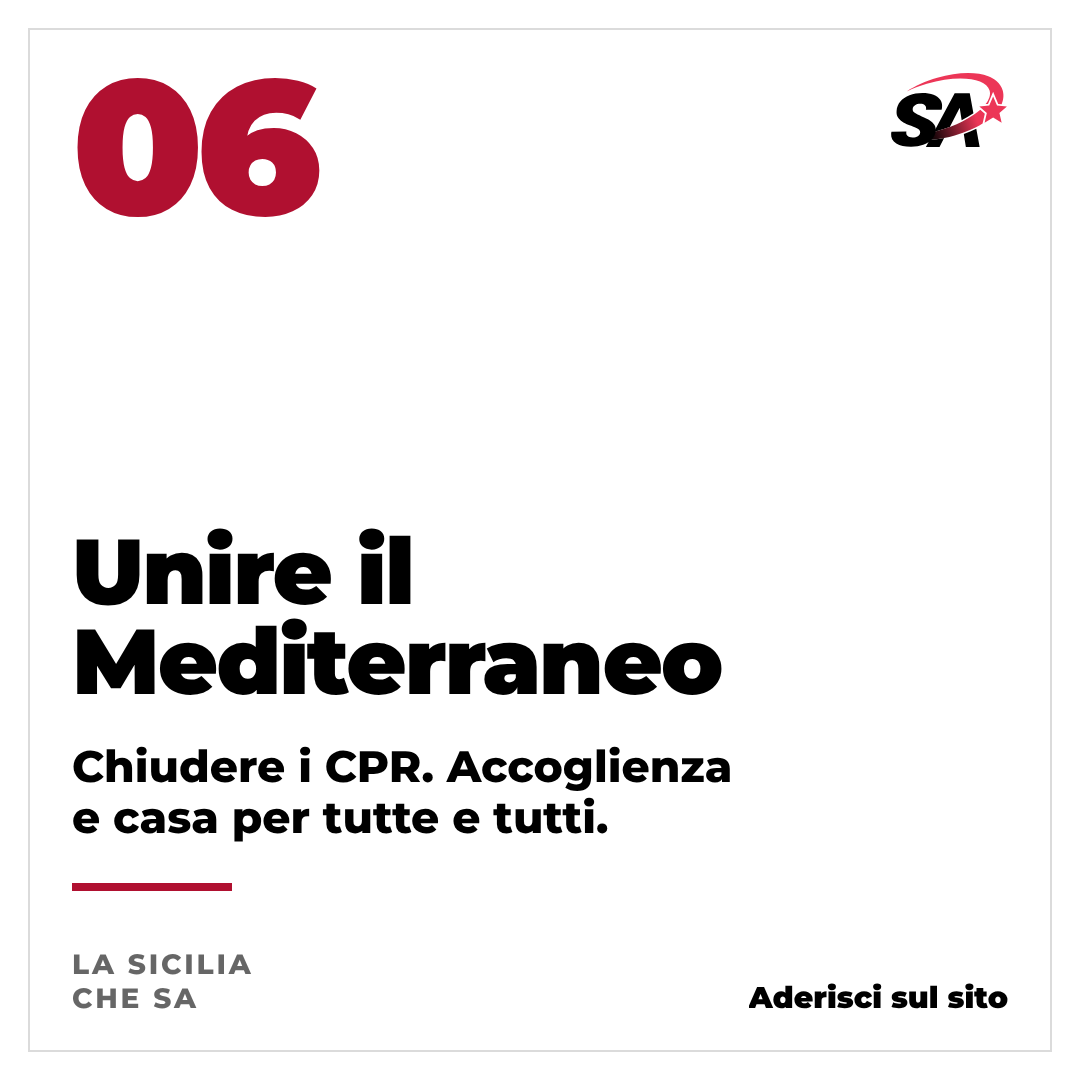 06
SA
Unire il
Mediterraneo
Chiudere i CPR. Accoglienza
e casa per tutte e tutti.
LA SICILIA
CHE SA
Aderisci sul sito